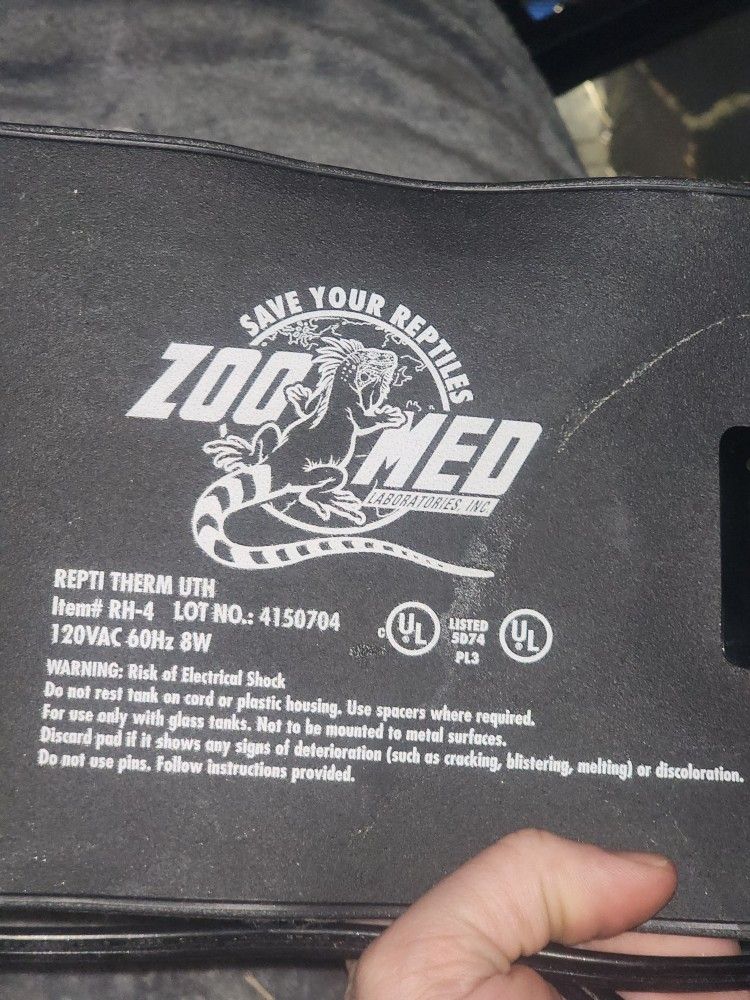 SAVE YOUR REPTILES
ZOO MED
LABORATORIES, INC.
REPTI THERM UTH
Item# RH-4 LOT NO.: 4150704
120VAC 60Hz 8W
c UL LISTED UL
5D74
PL3
WARNING: Risk of Electrical Shock
Do not rest tank on cord or plastic housing. Use spacers where required.
For use only with glass tanks. Not to be mounted to metal surfaces.
Discard pad if it shows any signs of deterioration (such as cracking, blistering, melting) or discoloration.
Do not use pins. Follow instructions provided.